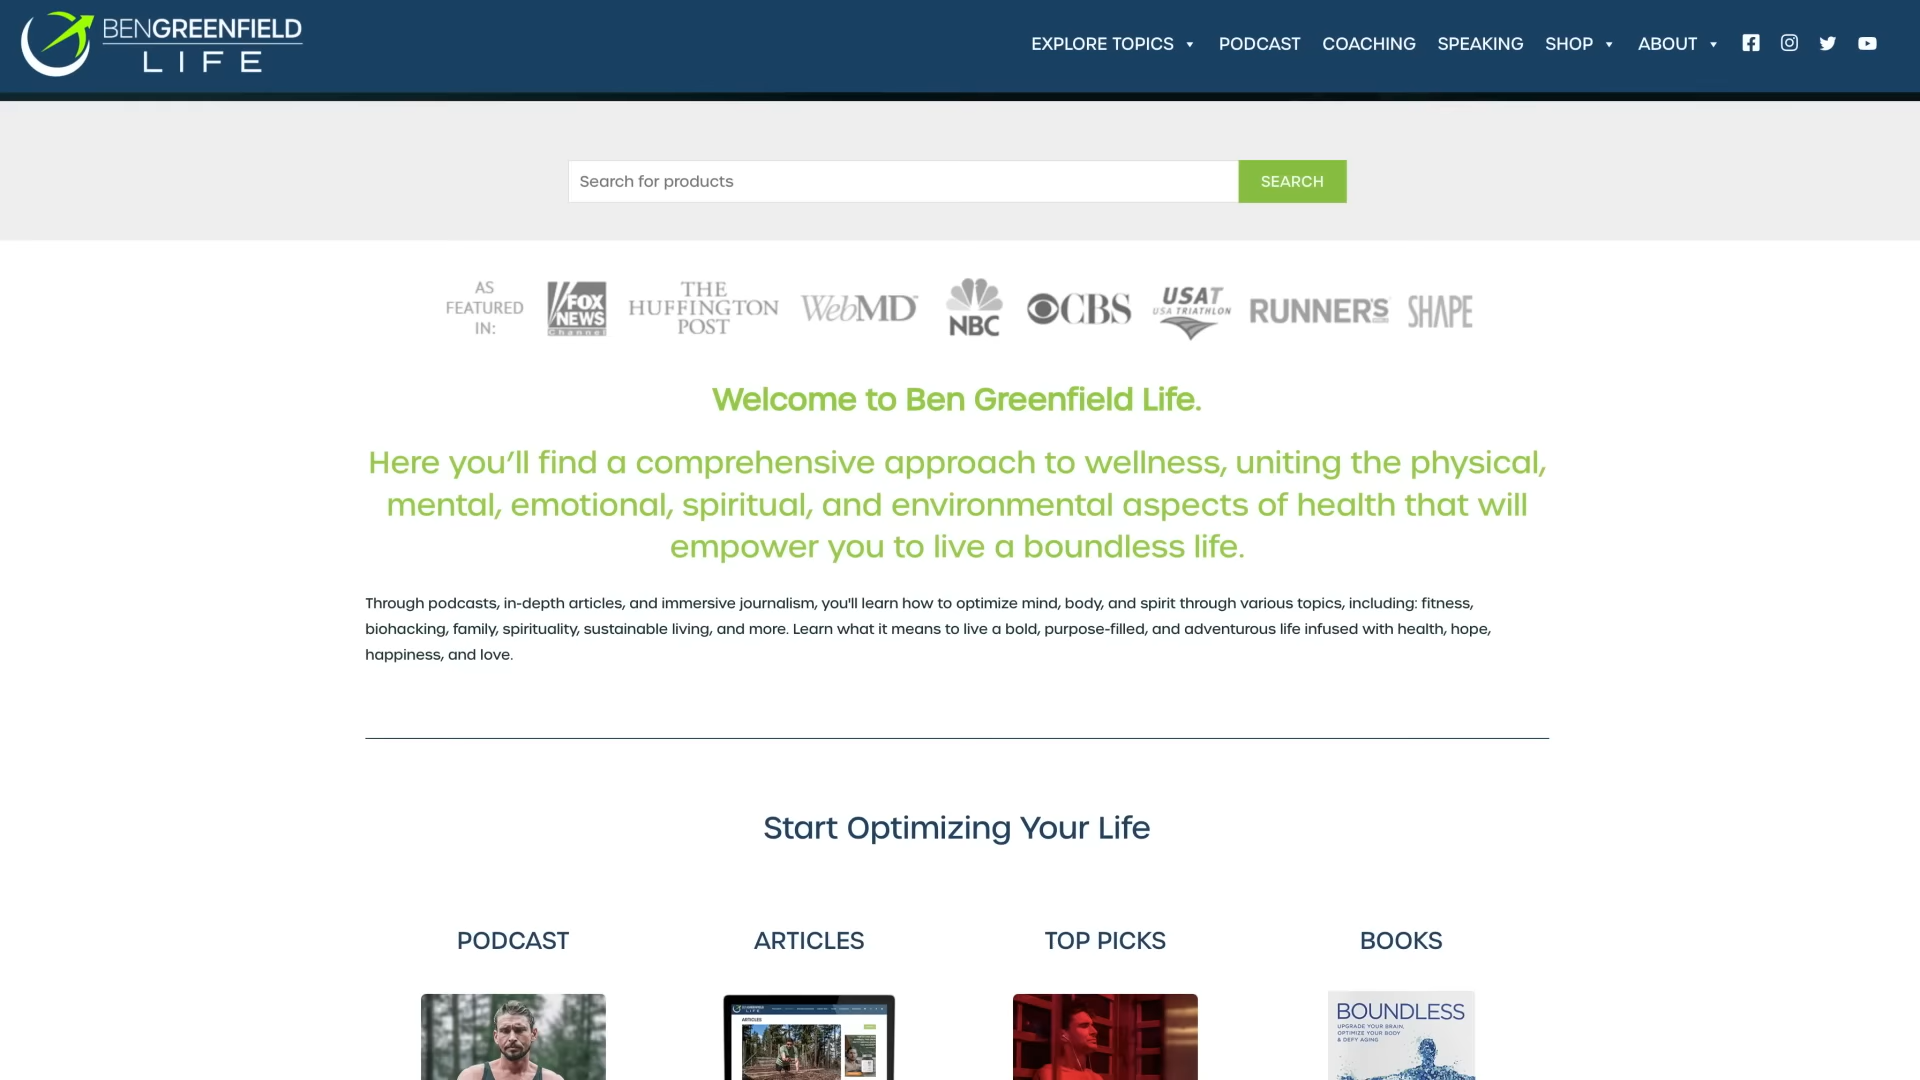 BENGREENFIELD
LIFE
EXPLORE TOPICS
PODCAST
COACHING
SPEAKING
SHOP
ABOUT
Search for products
SEARCH
AS
FEATURED
IN:
FOX
NEWS
Channel
THE
HUFFINGTON
POST
WebMD
NBC
CBS
USAT
USA TRIATHLON
RUNNER'S
SHAPE
Welcome to Ben Greenfield Life.
Here you'll find a comprehensive approach to wellness, uniting the physical,
mental, emotional, spiritual, and environmental aspects of health that will
empower you to live a boundless life.
Through podcasts, in-depth articles, and immersive journalism, you'll learn how to optimize mind, body, and spirit through various topics, including: fitness,
biohacking, family, spirituality, sustainable living, and more. Learn what it means to live a bold, purpose-filled, and adventurous life infused with health, hope,
happiness, and love.
Start Optimizing Your Life
PODCAST
ARTICLES
TOP PICKS
BOOKS
ARTICLES
BOUNDLESS
UPGRADE YOUR BRAIN,
OPTIMIZE YOUR BODY
& DEFY AGING